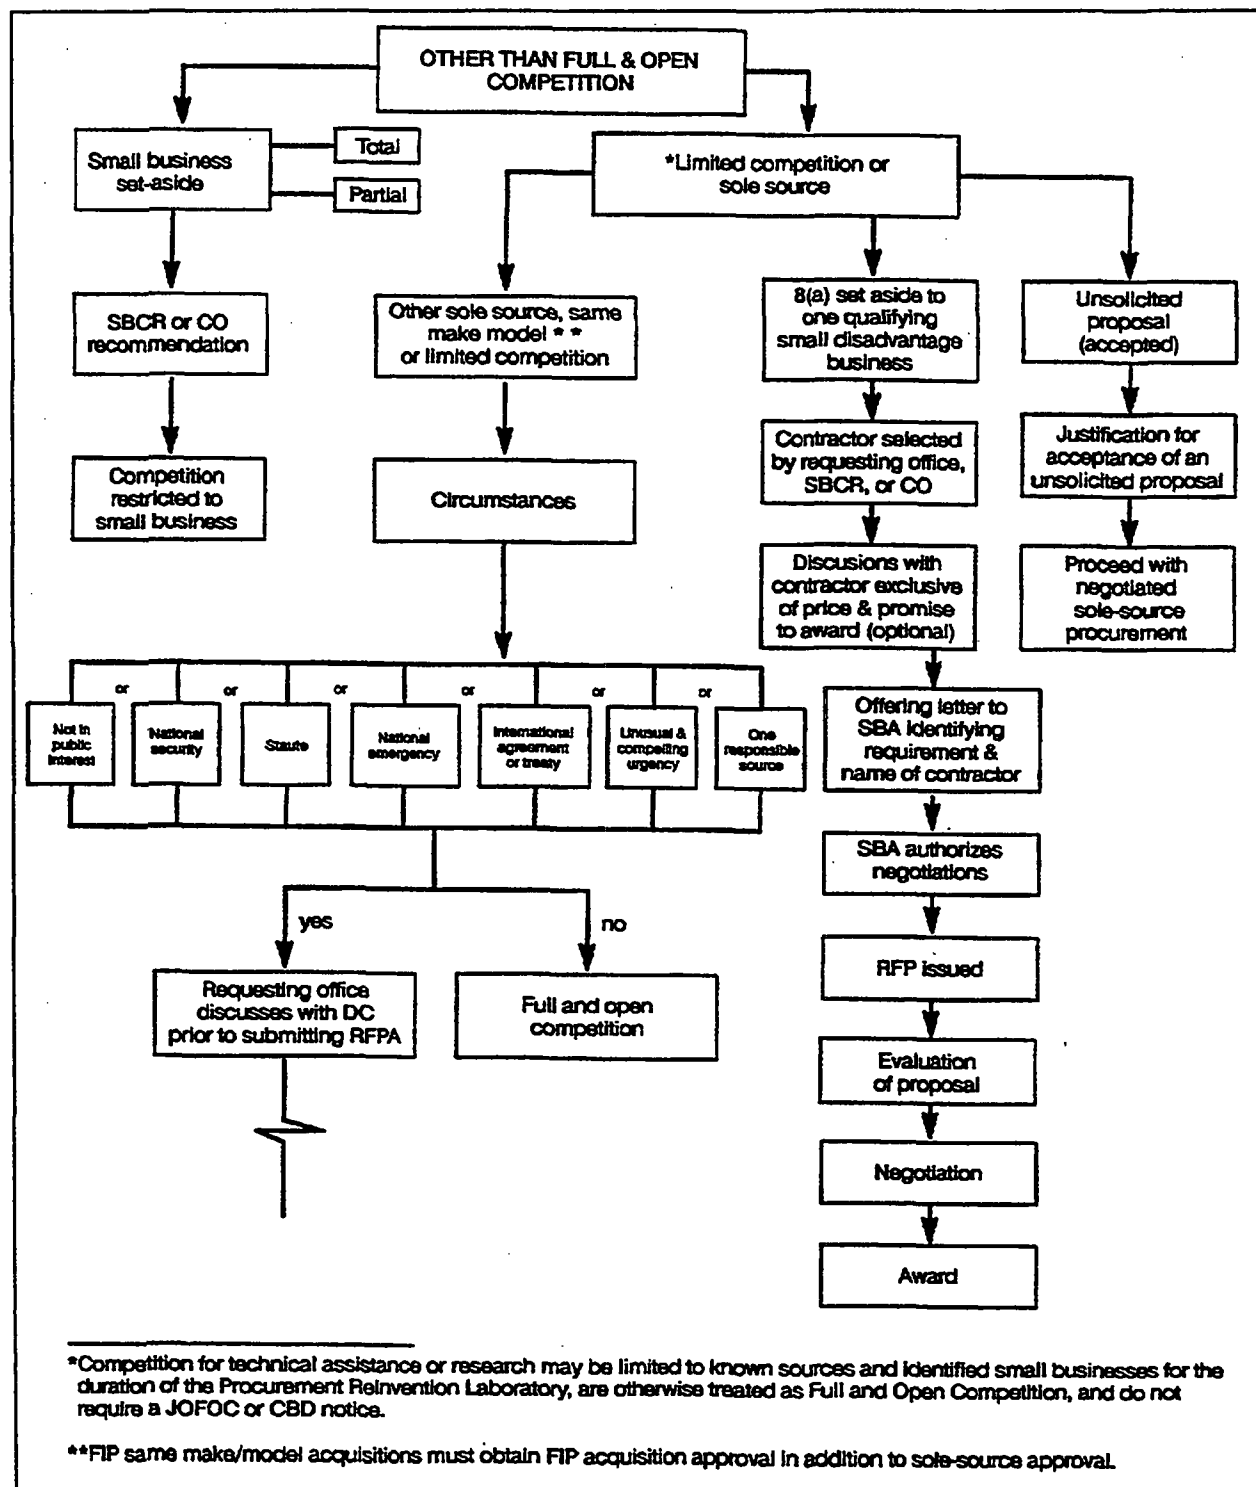 OTHER THAN FULL & OPEN
COMPETITION
Small business
set-aside
Total
Partial
*Limited competition or
sole source
SBCR or CO
recommendation
Other sole source, same
make model * *
or limited competition
8(a) set aside to
one qualifying
small disadvantage
business
Unsolicited
proposal
(accepted)
Competition
restricted to
small business
Circumstances
Contractor selected
by requesting office,
SBCR, or CO
Justification for
acceptance of an
unsolicited proposal
Discusions with
contractor exclusive
of price & promise
to award (optional)
Proceed with
negotiated
sole-source
procurement
or
or
or
or
or
or
Not in
public
interest
National
security
Staute
National
emergency
International
agreement
or treaty
Unusual &
compelling
urgency
One
responsible
source
Offering letter to
SBA identifying
requirement &
name of contractor
SBA authorizes
negotiations
yes
no
Requesting office
discusses with DC
prior to submitting RFPA
Full and open
competition
RFP issued
Evaluation
of proposal
Negotiation
Award
*Competition for technical assistance or research may be limited to known sources and identified small businesses for the
duration of the Procurement Reinvention Laboratory, are otherwise treated as Full and Open Competition, and do not
require a JOFOC or CBD notice.
**FIP same make/model acquisitions must obtain FIP acquisition approval in addition to sole-source approval.